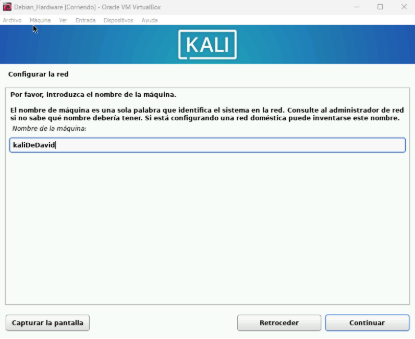 Debian_Hardware [Corriendo] - Oracle VM VirtualBox
Archivo Máquina Ver Entrada Dispositivos Ayuda
KALI
Configurar la red
Por favor, introduzca el nombre de la máquina.
El nombre de máquina es una sola palabra que identifica el sistema en la red. Consulte al administrador de red
si no sabe qué nombre debería tener. Si está configurando una red doméstica puede inventarse este nombre.
Nombre de la máquina:
kaliDeDavid
Capturar la pantalla Retroceder Continuar